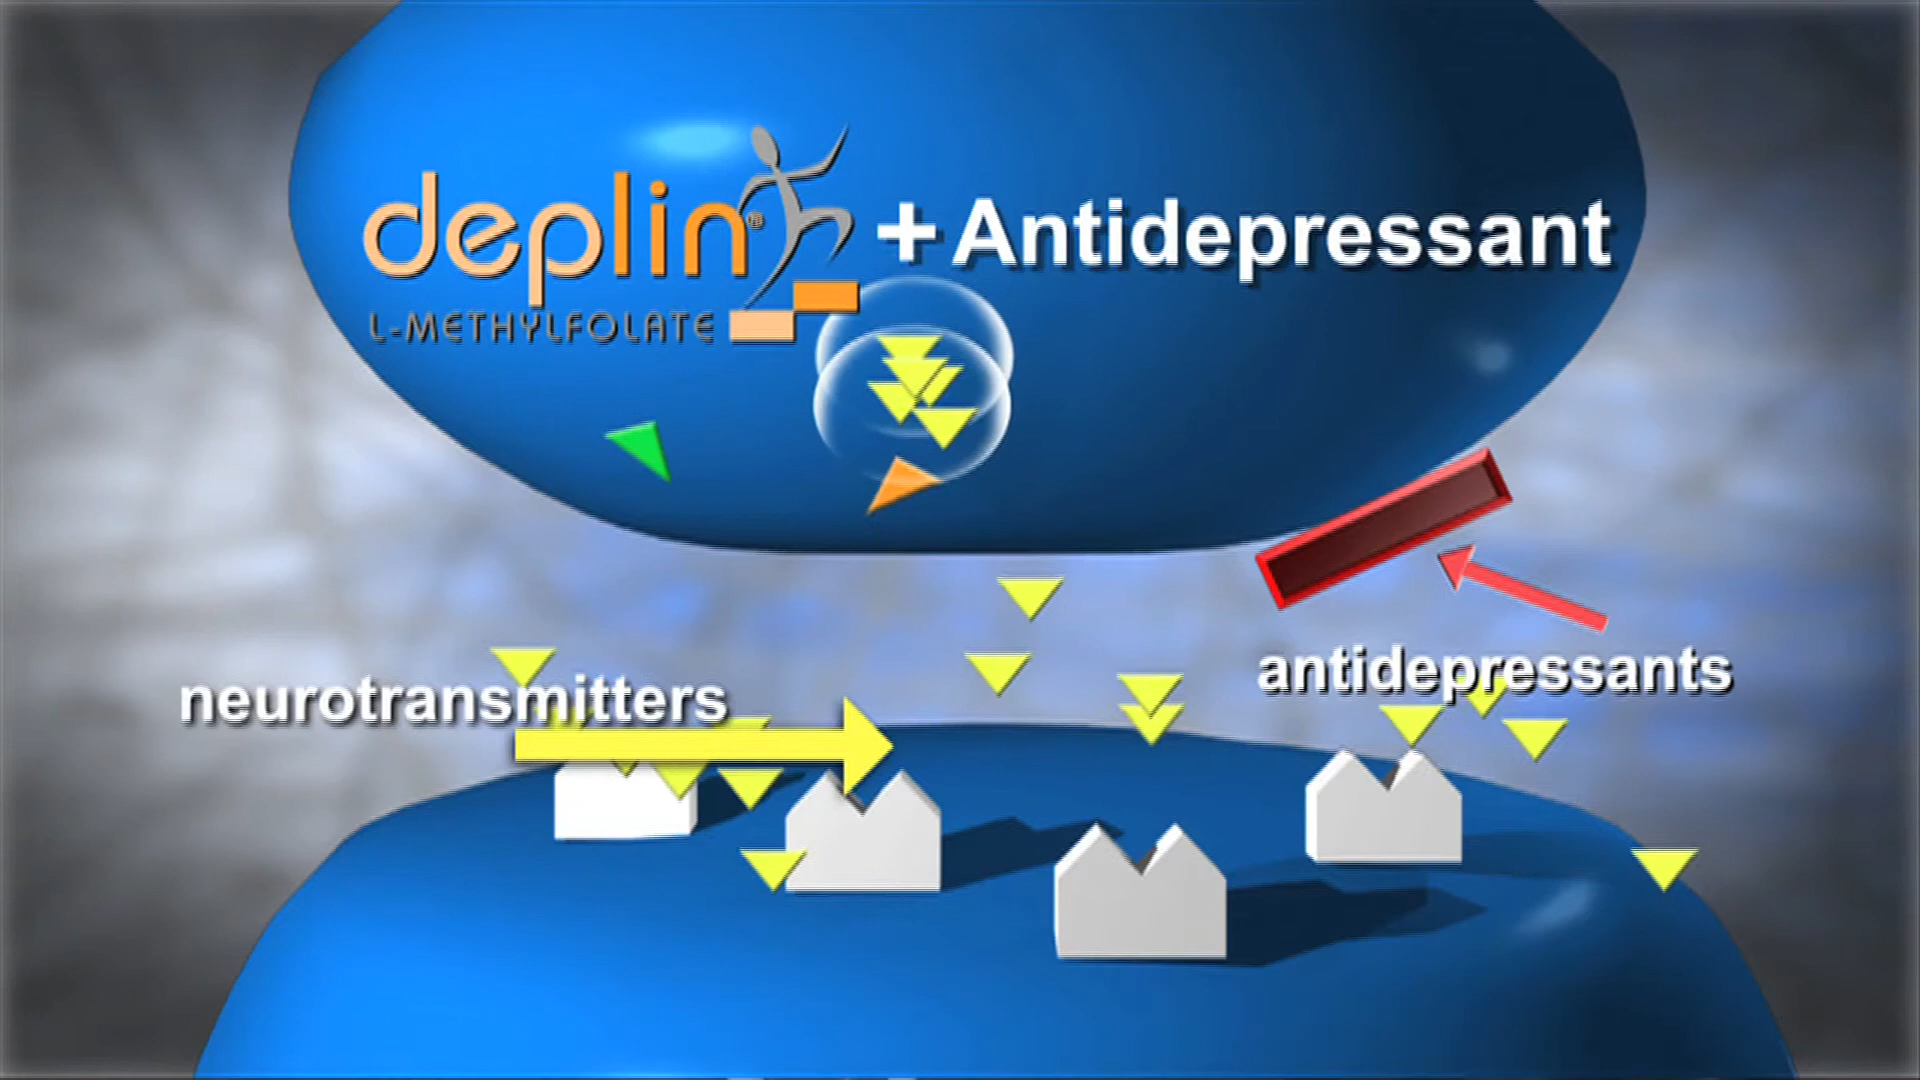 deplin® + Antidepressant
L-METHYLFOLATE
antidepressants
neurotransmitters